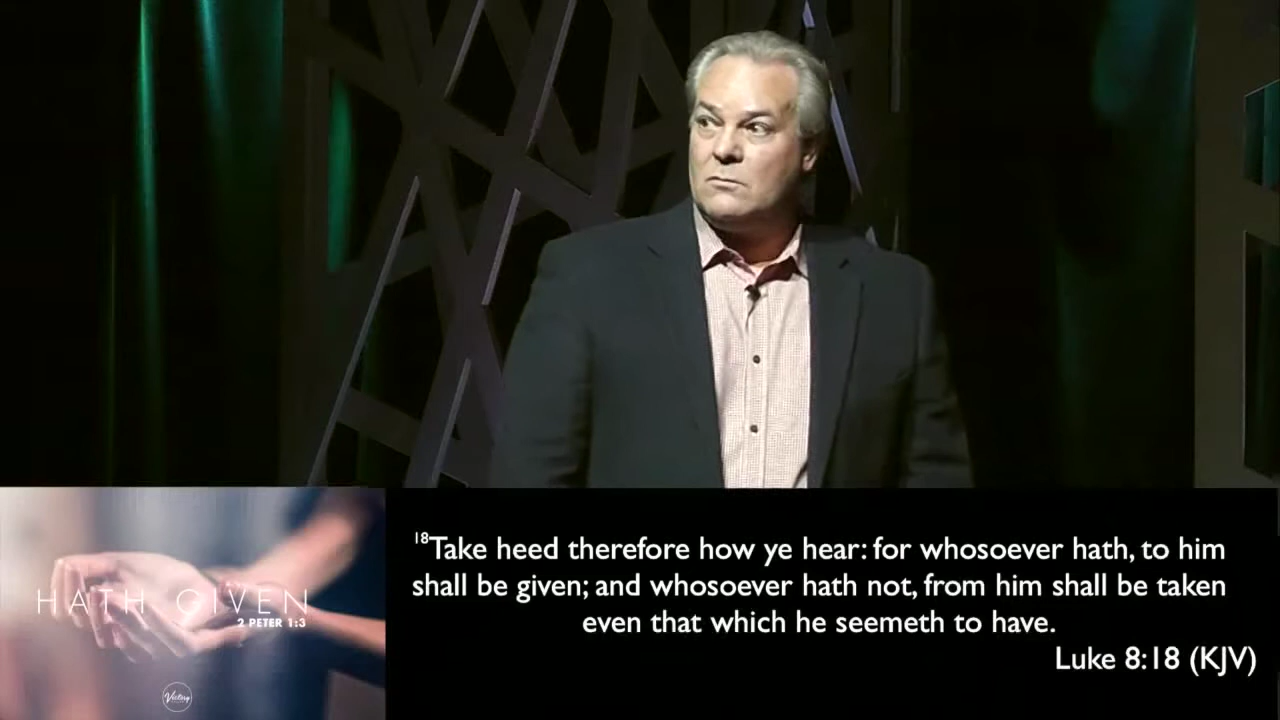 HATH GIVEN
2 PETER 1:3
Victory
18Take heed therefore how ye hear: for whosoever hath, to him
shall be given; and whosoever hath not, from him shall be taken
even that which he seemeth to have.
Luke 8:18 (KJV)